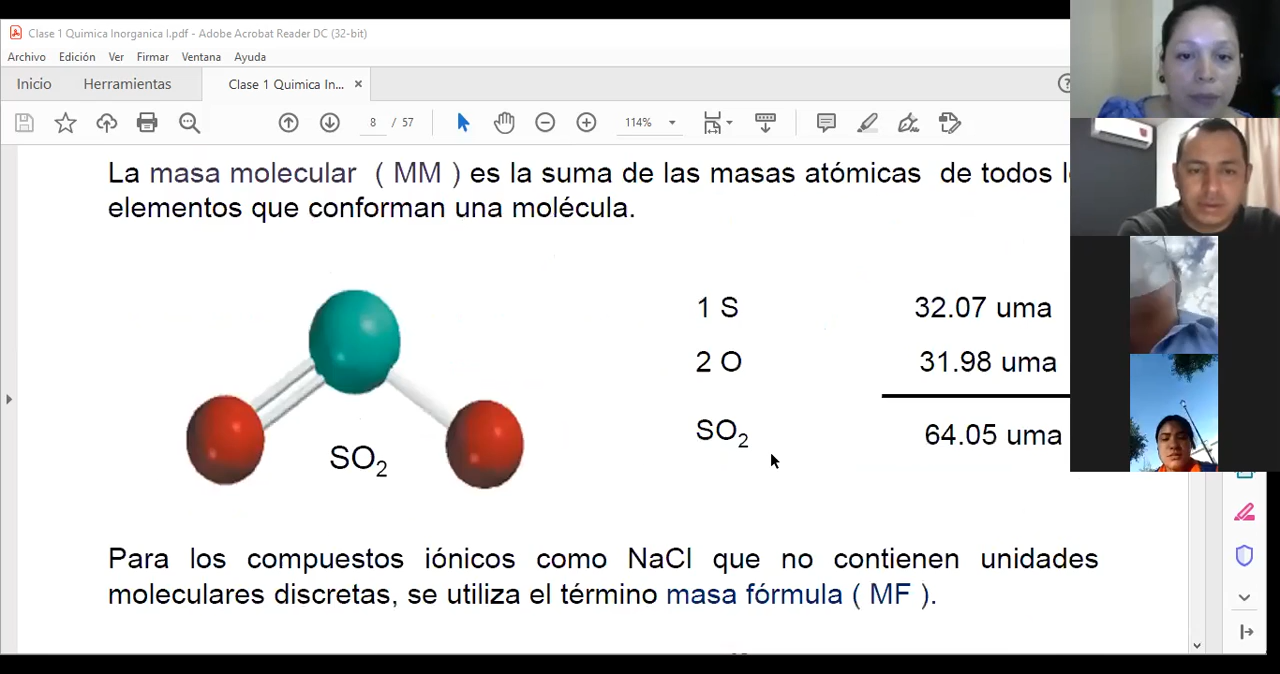 Clase 1 Quimica Inorganica I.pdf - Adobe Acrobat Reader DC (32-bit)
Archivo Edición Ver Firmar Ventana Ayuda
Inicio Herramientas Clase 1 Quimica In... ×
8 / 57 114%
La masa molecular ( MM ) es la suma de las masas atómicas de todos
elementos que conforman una molécula.
1 S 32.07 uma
2 O 31.98 uma
SO₂ 64.05 uma
SO₂
Para los compuestos iónicos como NaCl que no contienen unidades
moleculares discretas, se utiliza el término masa fórmula ( MF ).